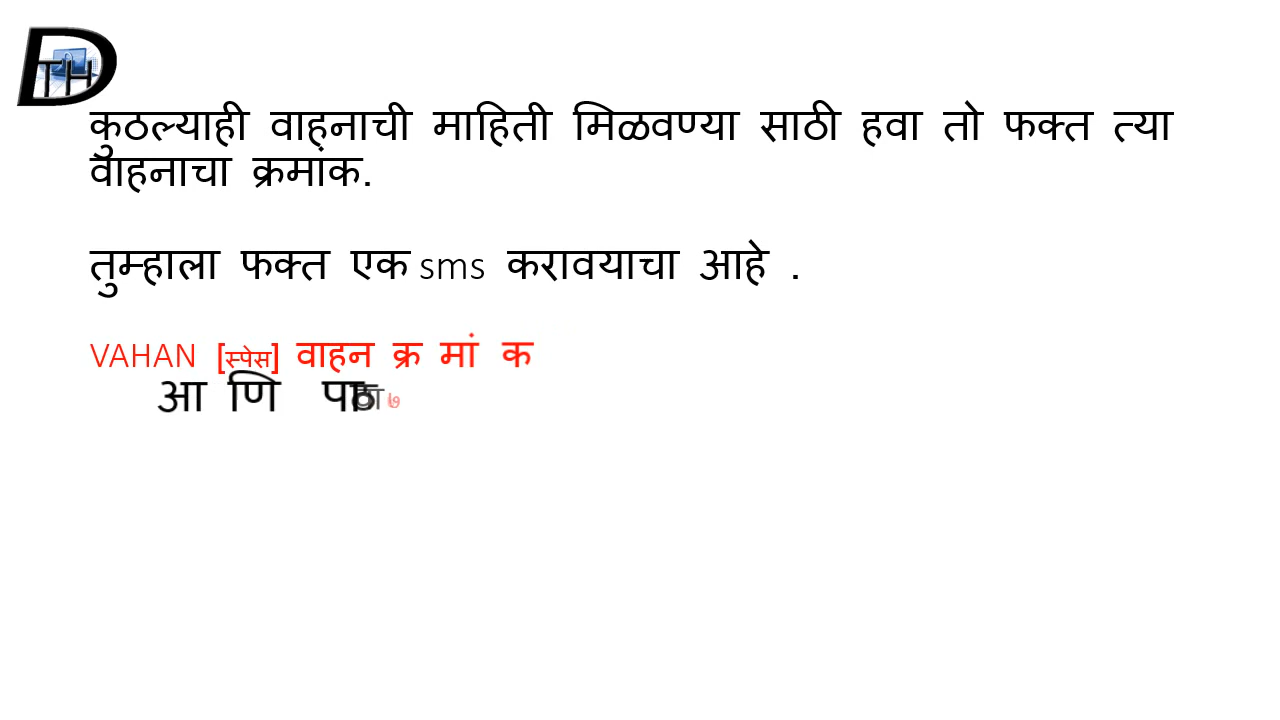 DTH
कुठल्याही वाहनाची माहिती मिळवण्या साठी हवा तो फक्त त्या
वाहनाचा क्रमांक.
तुम्हाला फक्त एक sms करावयाचा आहे .
VAHAN [स्पेस] वाहन क्र मां क
आ णि